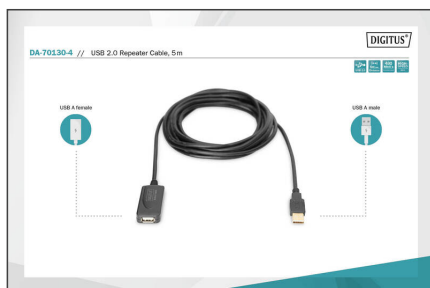 DIGITUS®
DA-70130-4 // USB 2.0 Repeater Cable, 5 m
USB A female
USB A male